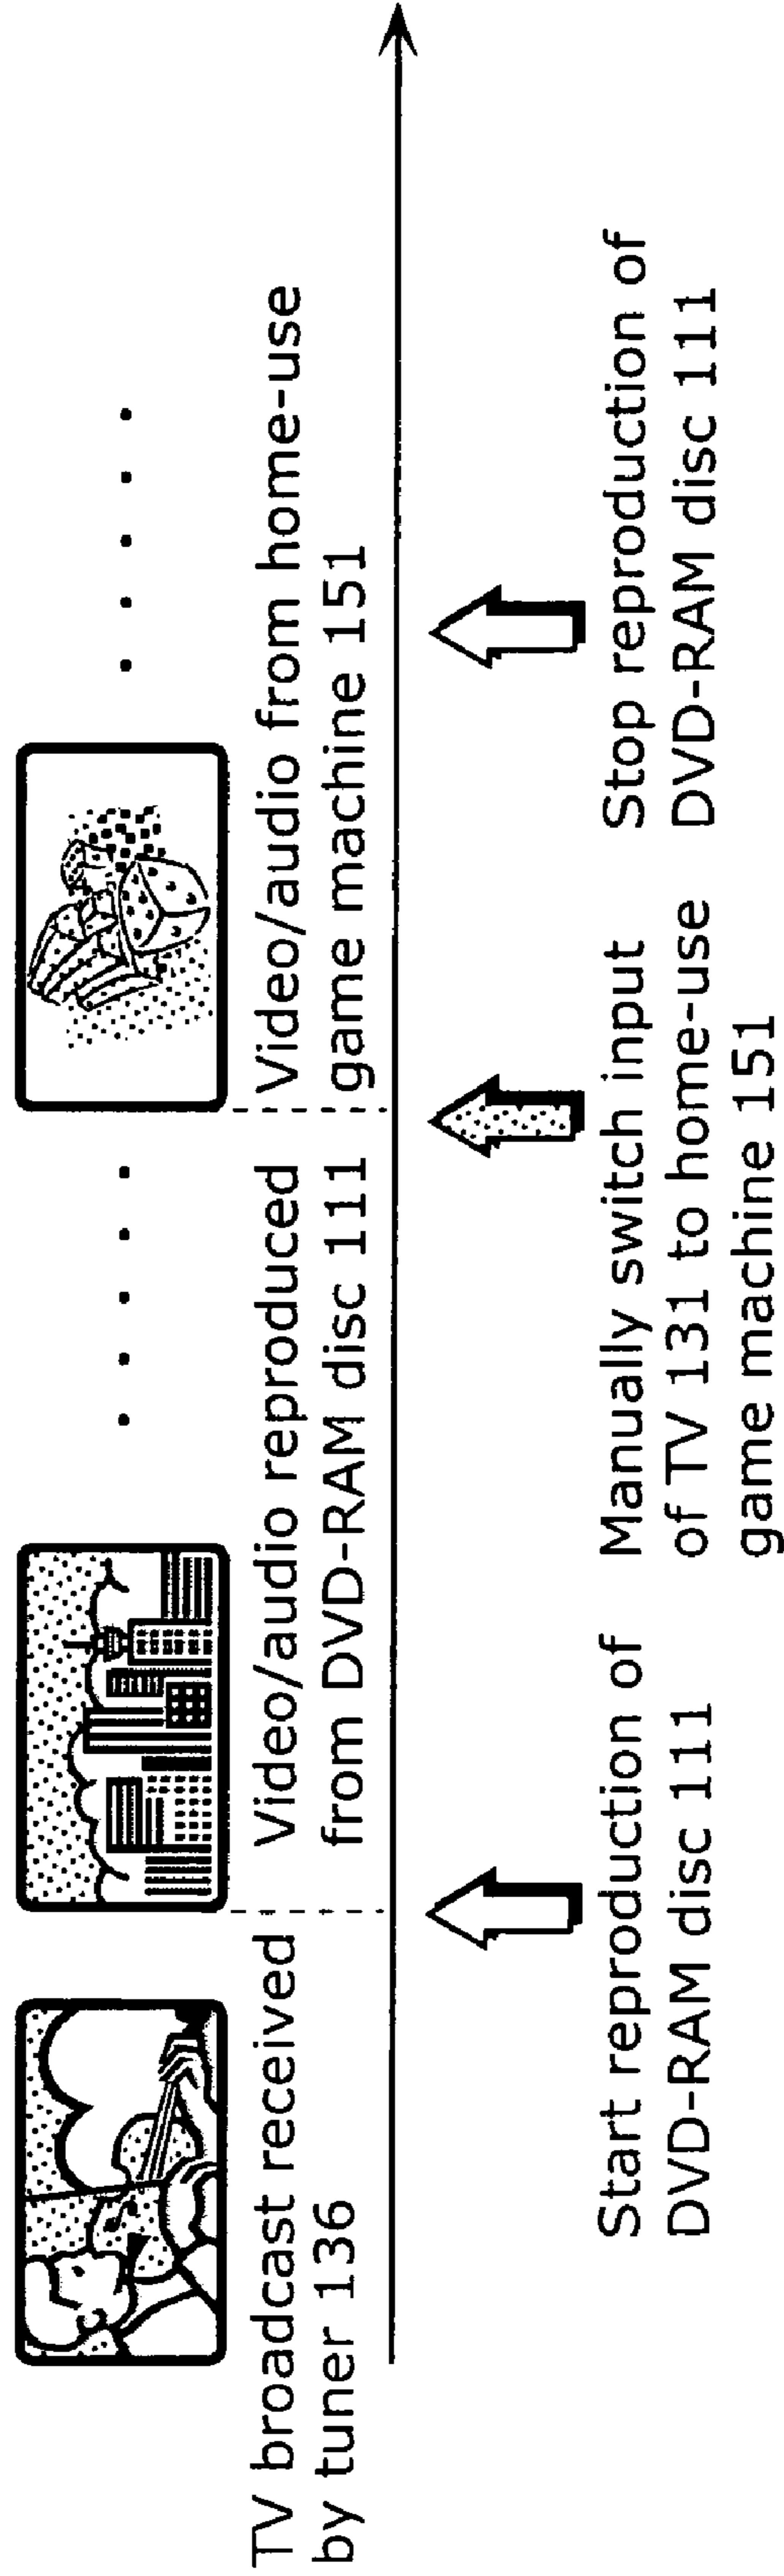 TV broadcast received
by tuner 136
Video/audio reproduced
from DVD-RAM disc 111
Video/audio from home-use
game machine 151
Start reproduction of
DVD-RAM disc 111
Manually switch input
of TV 131 to home-use
game machine 151
Stop reproduction of
DVD-RAM disc 111